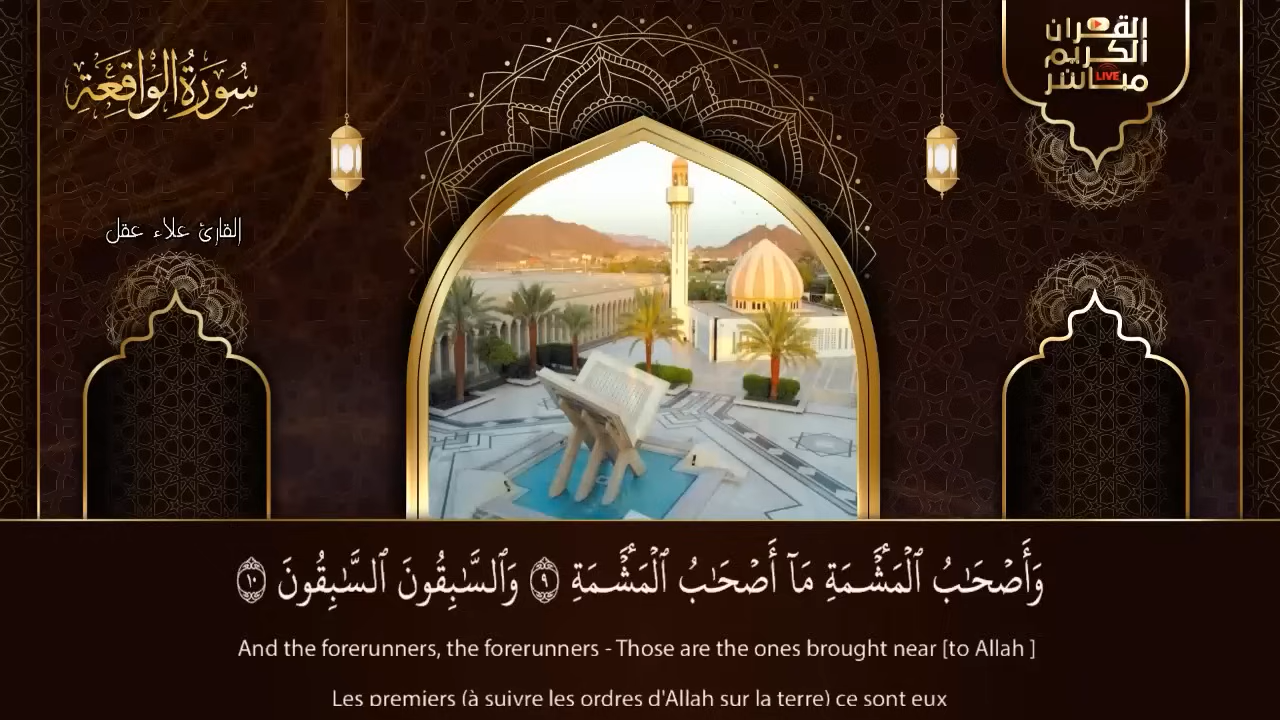 سُورَةُ الوَاقِعَة
القرآن
الكريم
مباشر
LIVE
القارئ علاء عقل
وَأَصْحَٰبُ ٱلْمَشْـَٔمَةِ مَآ أَصْحَٰبُ ٱلْمَشْـَٔمَةِ ٩ وَٱلسَّٰبِقُونَ ٱلسَّٰبِقُونَ ١٠
And the forerunners, the forerunners - Those are the ones brought near [to Allah ]
Les premiers (à suivre les ordres d'Allah sur la terre) ce sont eux